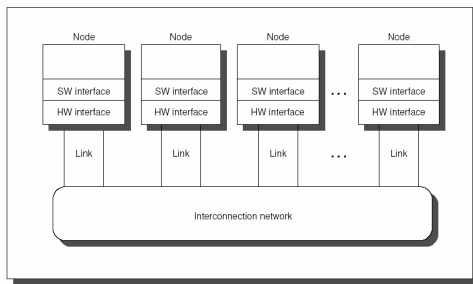 Node Node Node Node
SW interface SW interface SW interface ... SW interface
HW interface HW interface HW interface HW interface
Link Link Link ... Link
Interconnection network